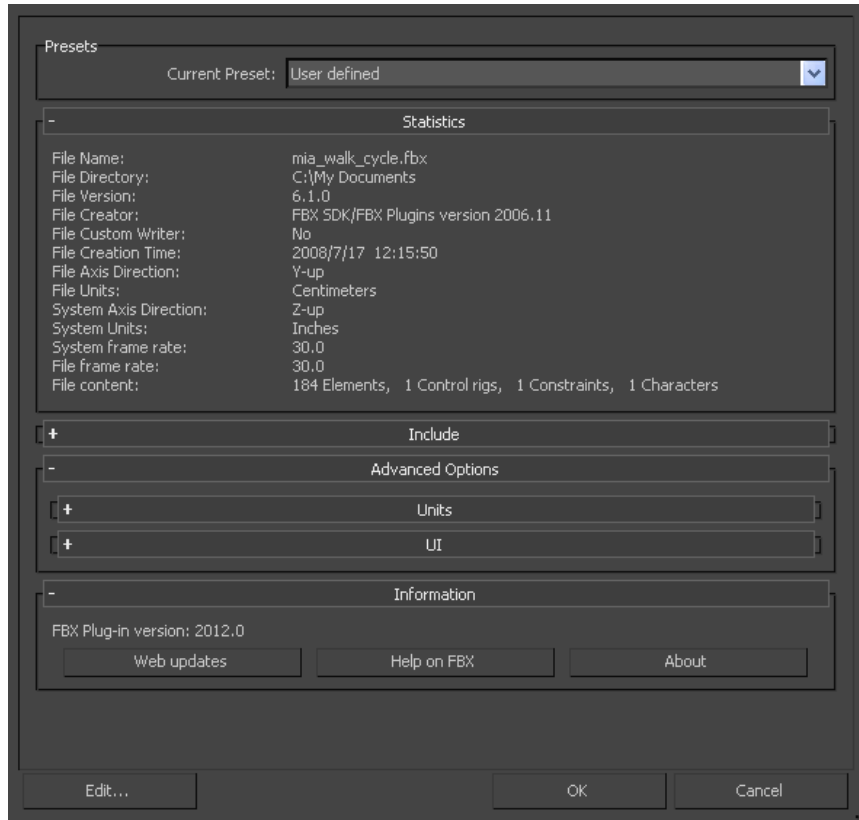 Presets
Current Preset: User defined
- Statistics
File Name: mia_walk_cycle.fbx
File Directory: C:\My Documents
File Version: 6.1.0
File Creator: FBX SDK/FBX Plugins version 2006.11
File Custom Writer: No
File Creation Time: 2008/7/17 12:15:50
File Axis Direction: Y-up
File Units: Centimeters
System Axis Direction: Z-up
System Units: Inches
System frame rate: 30.0
File frame rate: 30.0
File content: 184 Elements, 1 Control rigs, 1 Constraints, 1 Characters
+ Include
- Advanced Options
+ Units
+ UI
- Information
FBX Plug-in version: 2012.0
Web updates Help on FBX About
Edit... OK Cancel